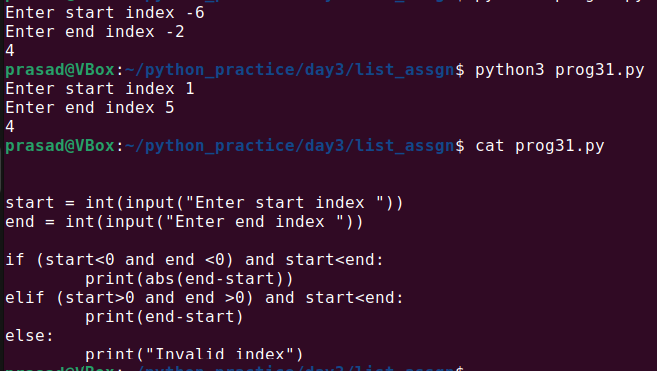 Enter start index -6
Enter end index -2
4
prasad@VBox:~/python_practice/day3/list_assgn$ python3 prog31.py
Enter start index 1
Enter end index 5
4
prasad@VBox:~/python_practice/day3/list_assgn$ cat prog31.py
start = int(input("Enter start index "))
end = int(input("Enter end index "))
if (start<0 and end <0) and start<end:
        print(abs(end-start))
elif (start>0 and end >0) and start<end:
        print(end-start)
else:
        print("Invalid index")